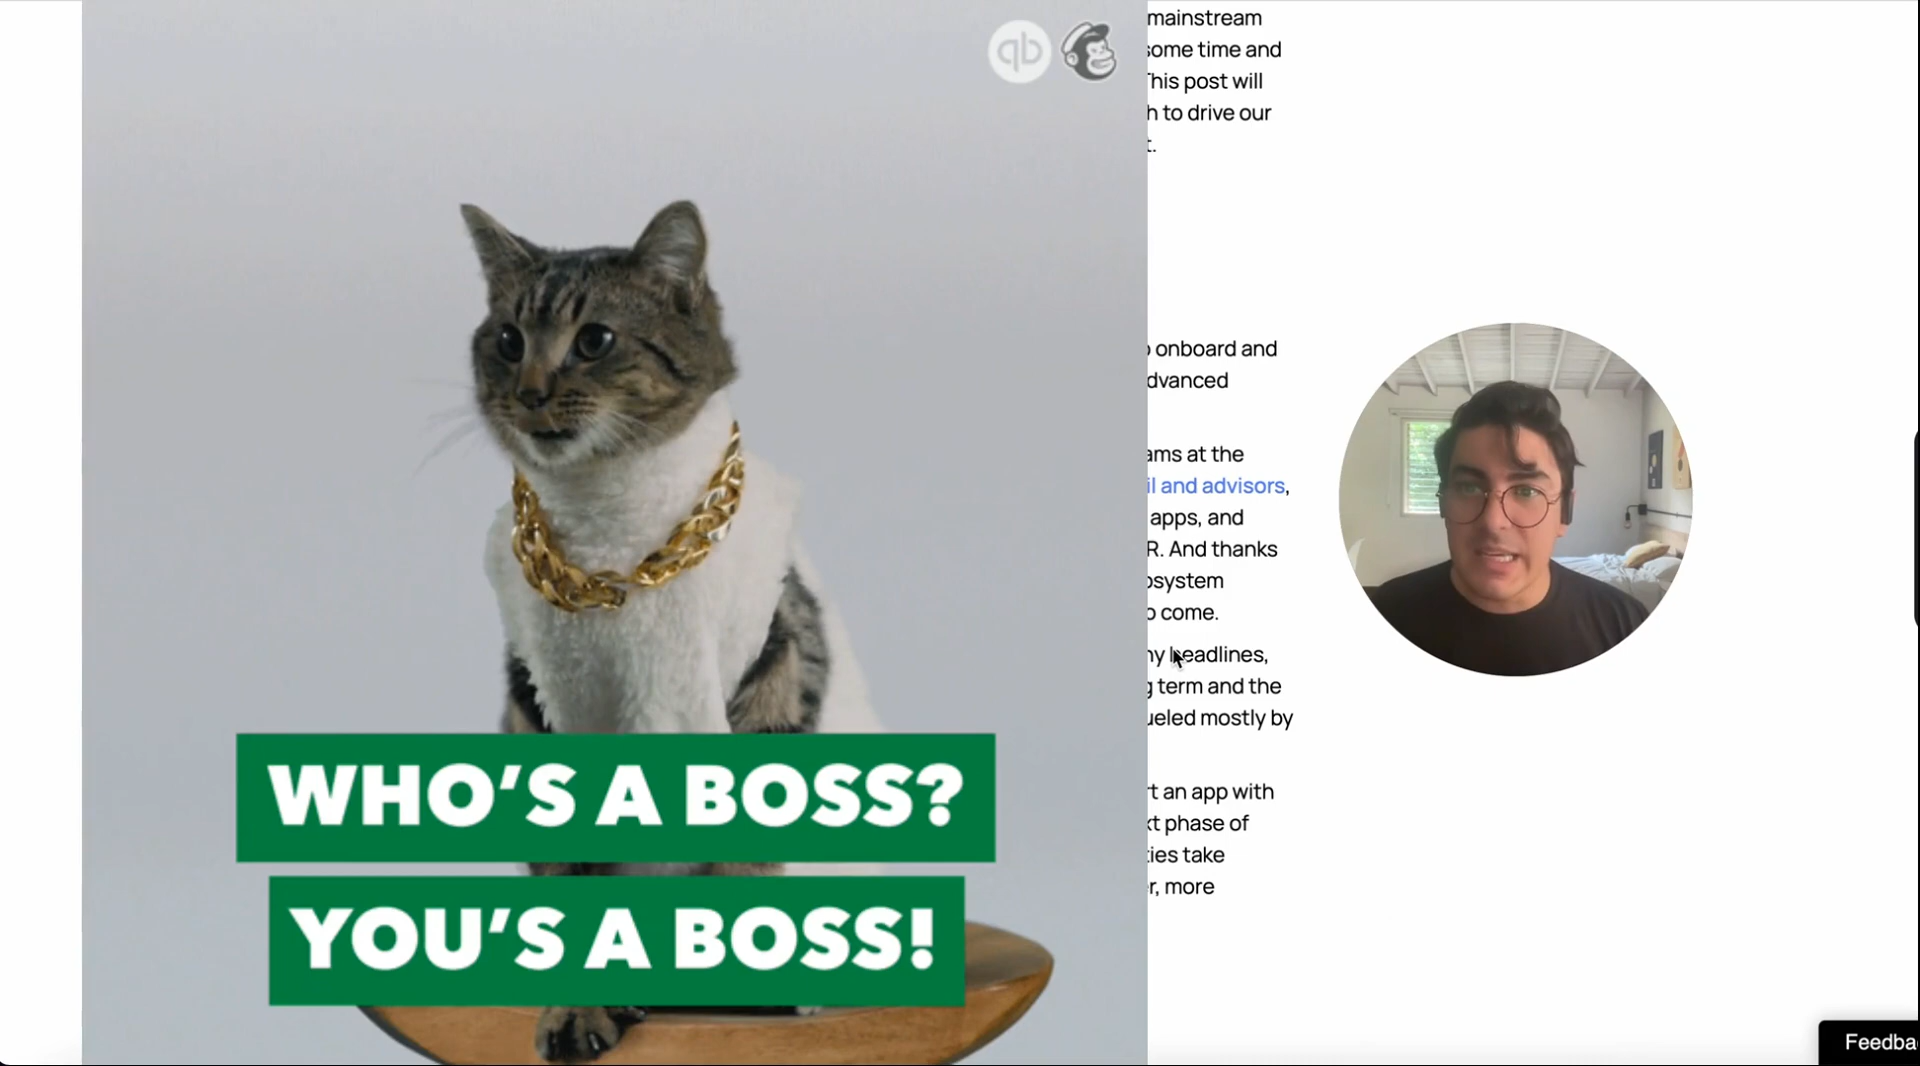 qb
mainstream
some time and
This post will
h to drive our
t.
onboard and
dvanced
ams at the
il and advisors,
apps, and
R. And thanks
osystem
o come.
ny headlines,
g term and the
ueled mostly by
rt an app with
xt phase of
ties take
r, more
WHO'S A BOSS?
YOU'S A BOSS!
Feedba